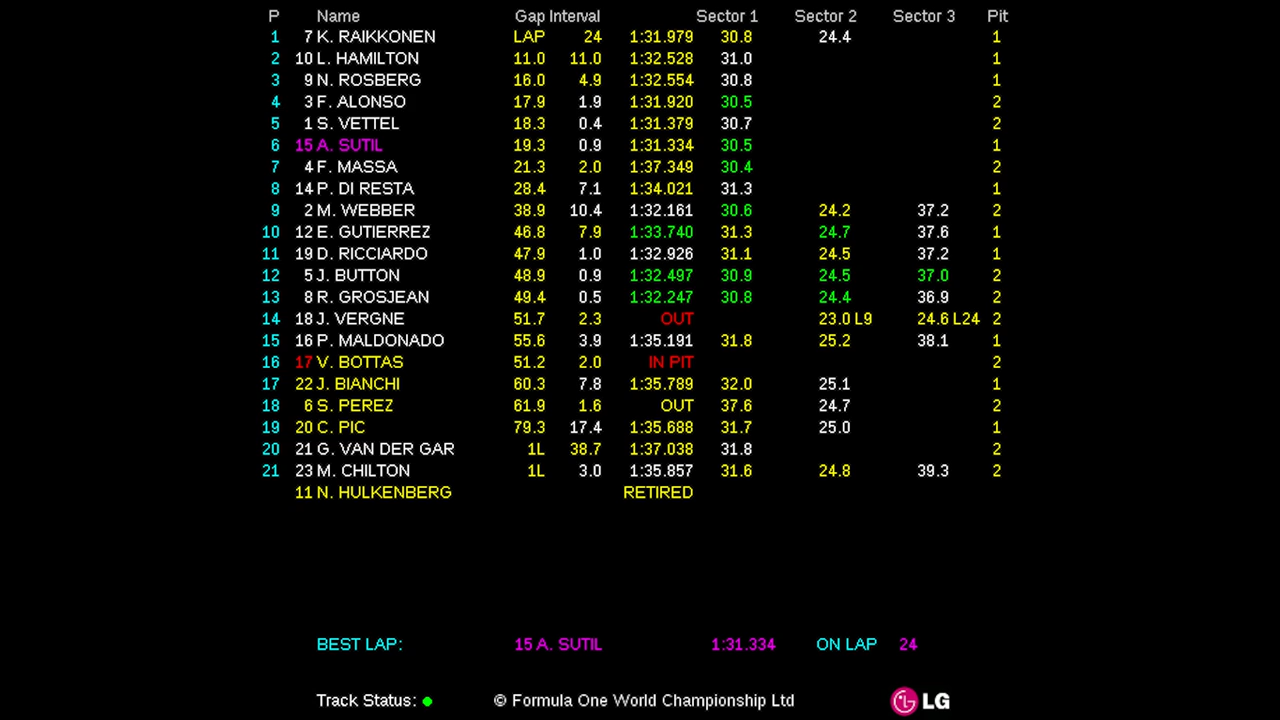 P Name Gap Interval Sector 1 Sector 2 Sector 3 Pit
1 7 K. RAIKKONEN LAP 24 1:31.979 30.8 24.4 1
2 10 L. HAMILTON 11.0 11.0 1:32.528 31.0 1
3 9 N. ROSBERG 16.0 4.9 1:32.554 30.8 1
4 3 F. ALONSO 17.9 1.9 1:31.920 30.5 2
5 1 S. VETTEL 18.3 0.4 1:31.379 30.7 2
6 15 A. SUTIL 19.3 0.9 1:31.334 30.5 1
7 4 F. MASSA 21.3 2.0 1:37.349 30.4 2
8 14 P. DI RESTA 28.4 7.1 1:34.021 31.3 1
9 2 M. WEBBER 38.9 10.4 1:32.161 30.6 24.2 37.2 2
10 12 E. GUTIERREZ 46.8 7.9 1:33.740 31.3 24.7 37.6 1
11 19 D. RICCIARDO 47.9 1.0 1:32.926 31.1 24.5 37.2 1
12 5 J. BUTTON 48.9 0.9 1:32.497 30.9 24.5 37.0 2
13 8 R. GROSJEAN 49.4 0.5 1:32.247 30.8 24.4 36.9 2
14 18 J. VERGNE 51.7 2.3 OUT 23.0 L9 24.6 L24 2
15 16 P. MALDONADO 55.6 3.9 1:35.191 31.8 25.2 38.1 1
16 17 V. BOTTAS 51.2 2.0 IN PIT 2
17 22 J. BIANCHI 60.3 7.8 1:35.789 32.0 25.1 1
18 6 S. PEREZ 61.9 1.6 OUT 37.6 24.7 2
19 20 C. PIC 79.3 17.4 1:35.688 31.7 25.0 1
20 21 G. VAN DER GAR 1L 38.7 1:37.038 31.8 2
21 23 M. CHILTON 1L 3.0 1:35.857 31.6 24.8 39.3 2
11 N. HULKENBERG RETIRED
BEST LAP: 15 A. SUTIL 1:31.334 ON LAP 24
Track Status: © Formula One World Championship Ltd LG